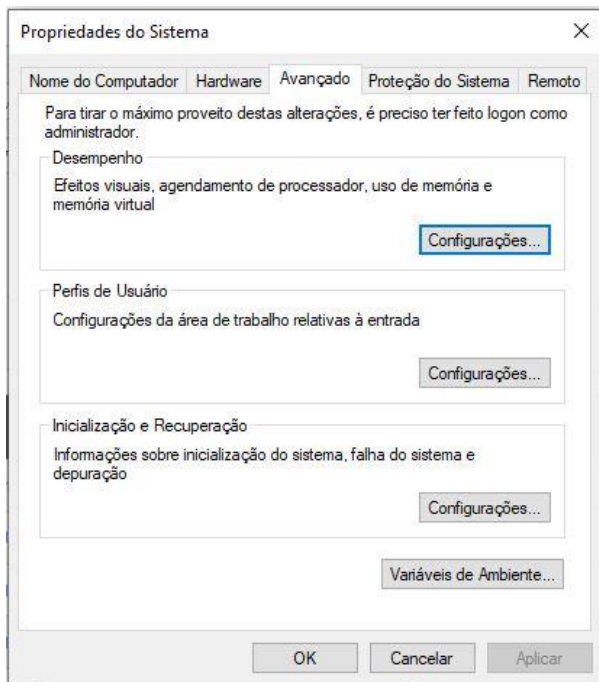 Propriedades do Sistema
Nome do Computador Hardware Avançado Proteção do Sistema Remoto
Para tirar o máximo proveito destas alterações, é preciso ter feito logon como
administrador.
Desempenho
Efeitos visuais, agendamento de processador, uso de memória e
memória virtual
Configurações...
Perfis de Usuário
Configurações da área de trabalho relativas à entrada
Configurações...
Inicialização e Recuperação
Informações sobre inicialização do sistema, falha do sistema e
depuração
Configurações...
Variáveis de Ambiente...
OK Cancelar Aplicar